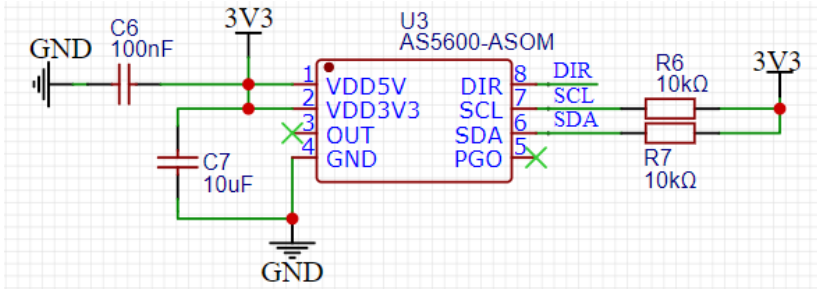 C6
100nF
GND
3V3
U3
AS5600-ASOM
1 VDD5V
2 VDD3V3
3 OUT
4 GND
DIR 8 DIR
SCL 7 SCL
SDA 6 SDA
PGO 5
R6
10kΩ
3V3
R7
10kΩ
C7
10uF
GND